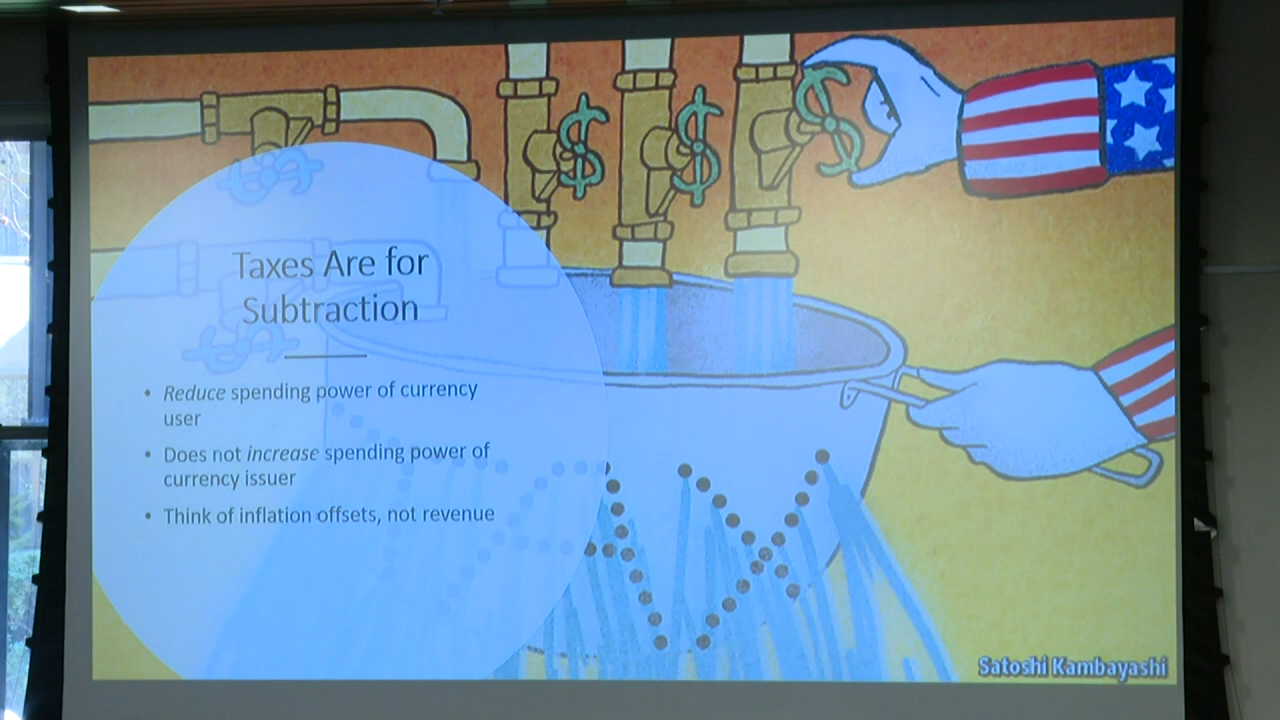 Taxes Are for
Subtraction
• Reduce spending power of currency
user
• Does not increase spending power of
currency issuer
• Think of inflation offsets, not revenue
TAX
Satoshi Kambayashi